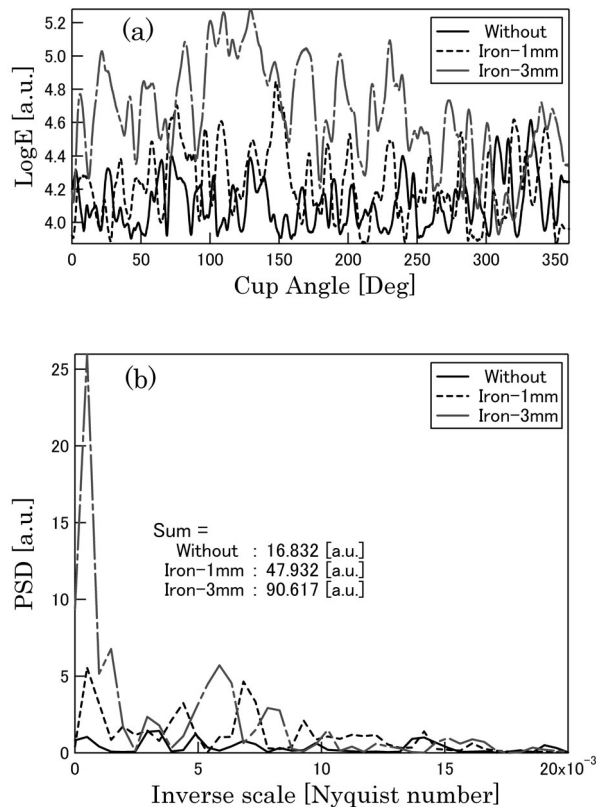 (a)
Without
Iron-1mm
Iron-3mm
LogE [a.u.]
5.2
5.0
4.8
4.6
4.4
4.2
4.0
0 50 100 150 200 250 300 350
Cup Angle [Deg]
(b)
Without
Iron-1mm
Iron-3mm
PSD [a.u.]
25
20
15
10
5
0
Sum =
Without : 16.832 [a.u.]
Iron-1mm : 47.932 [a.u.]
Iron-3mm : 90.617 [a.u.]
0 5 10 15 20x10⁻³
Inverse scale [Nyquist number]